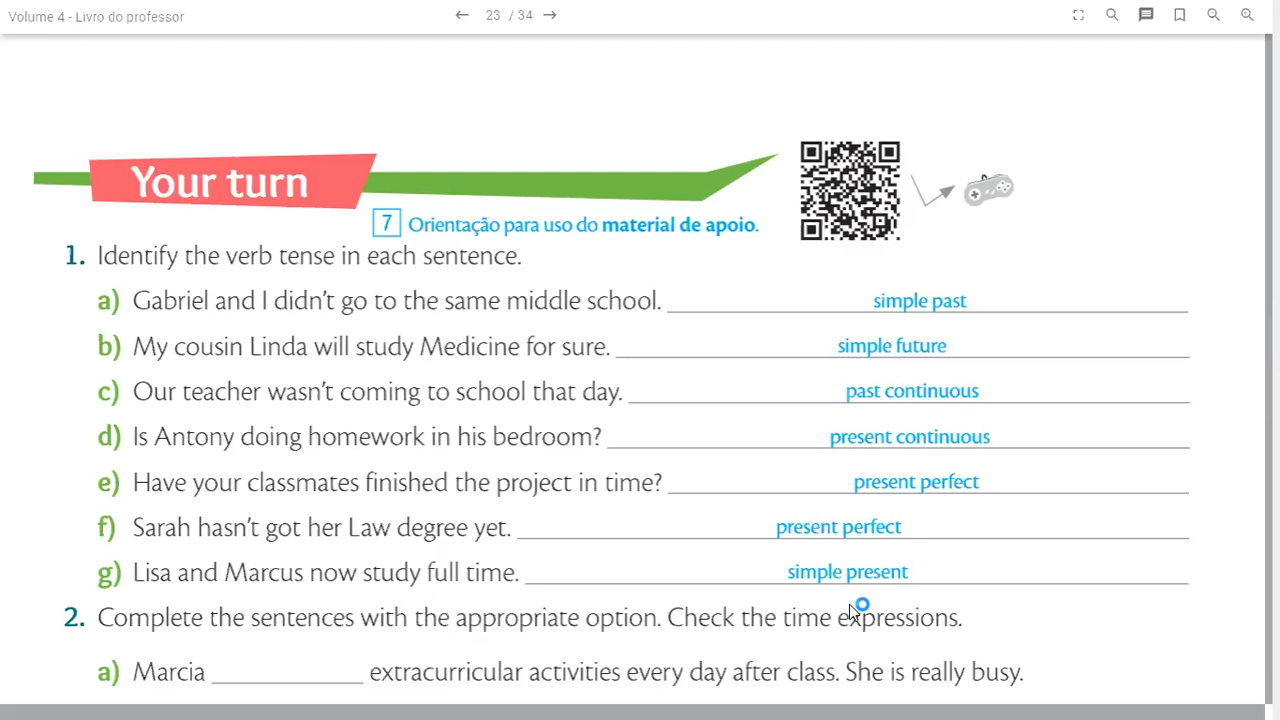 Volume 4 - Livro do professor
23 / 34
Your turn
7 Orientação para uso do material de apoio.
1. Identify the verb tense in each sentence.
a) Gabriel and I didn't go to the same middle school. simple past
b) My cousin Linda will study Medicine for sure. simple future
c) Our teacher wasn't coming to school that day. past continuous
d) Is Antony doing homework in his bedroom? present continuous
e) Have your classmates finished the project in time? present perfect
f) Sarah hasn't got her Law degree yet. present perfect
g) Lisa and Marcus now study full time. simple present
2. Complete the sentences with the appropriate option. Check the time expressions.
a) Marcia ____________ extracurricular activities every day after class. She is really busy.